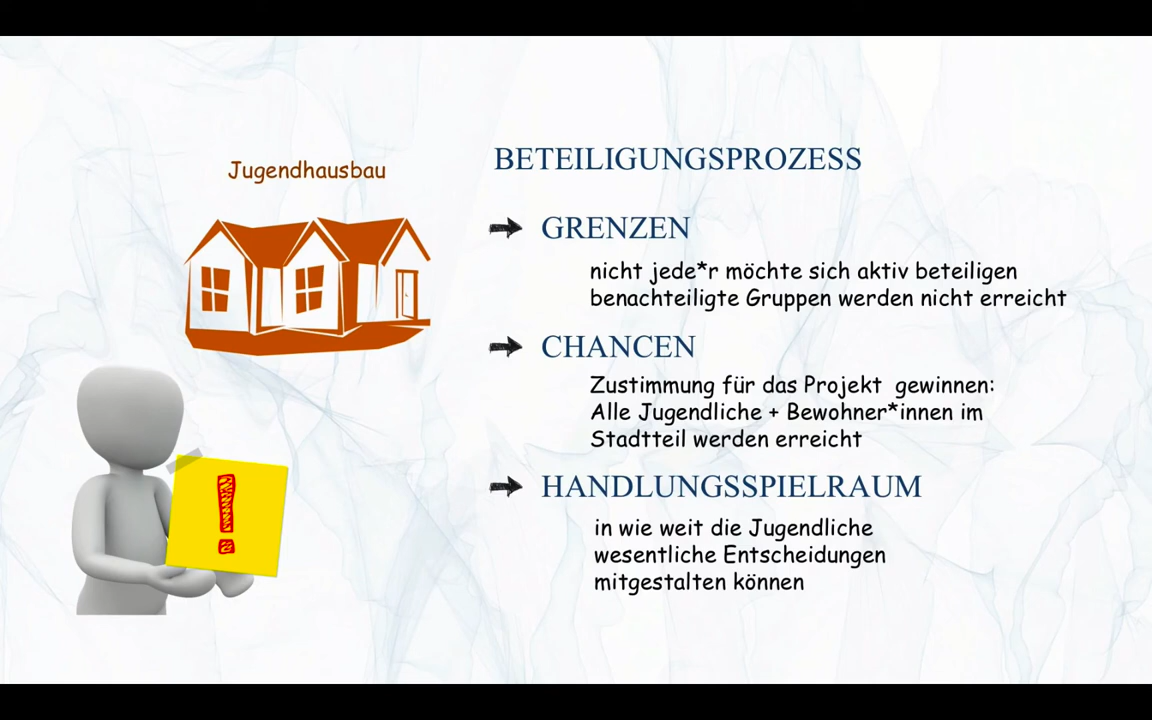 Jugendhausbau
BETEILIGUNGSPROZESS
GRENZEN
nicht jede*r möchte sich aktiv beteiligen
benachteiligte Gruppen werden nicht erreicht
CHANCEN
Zustimmung für das Projekt gewinnen:
Alle Jugendliche + Bewohner*innen im
Stadtteil werden erreicht
HANDLUNGSSPIELRAUM
in wie weit die Jugendliche
wesentliche Entscheidungen
mitgestalten können
!